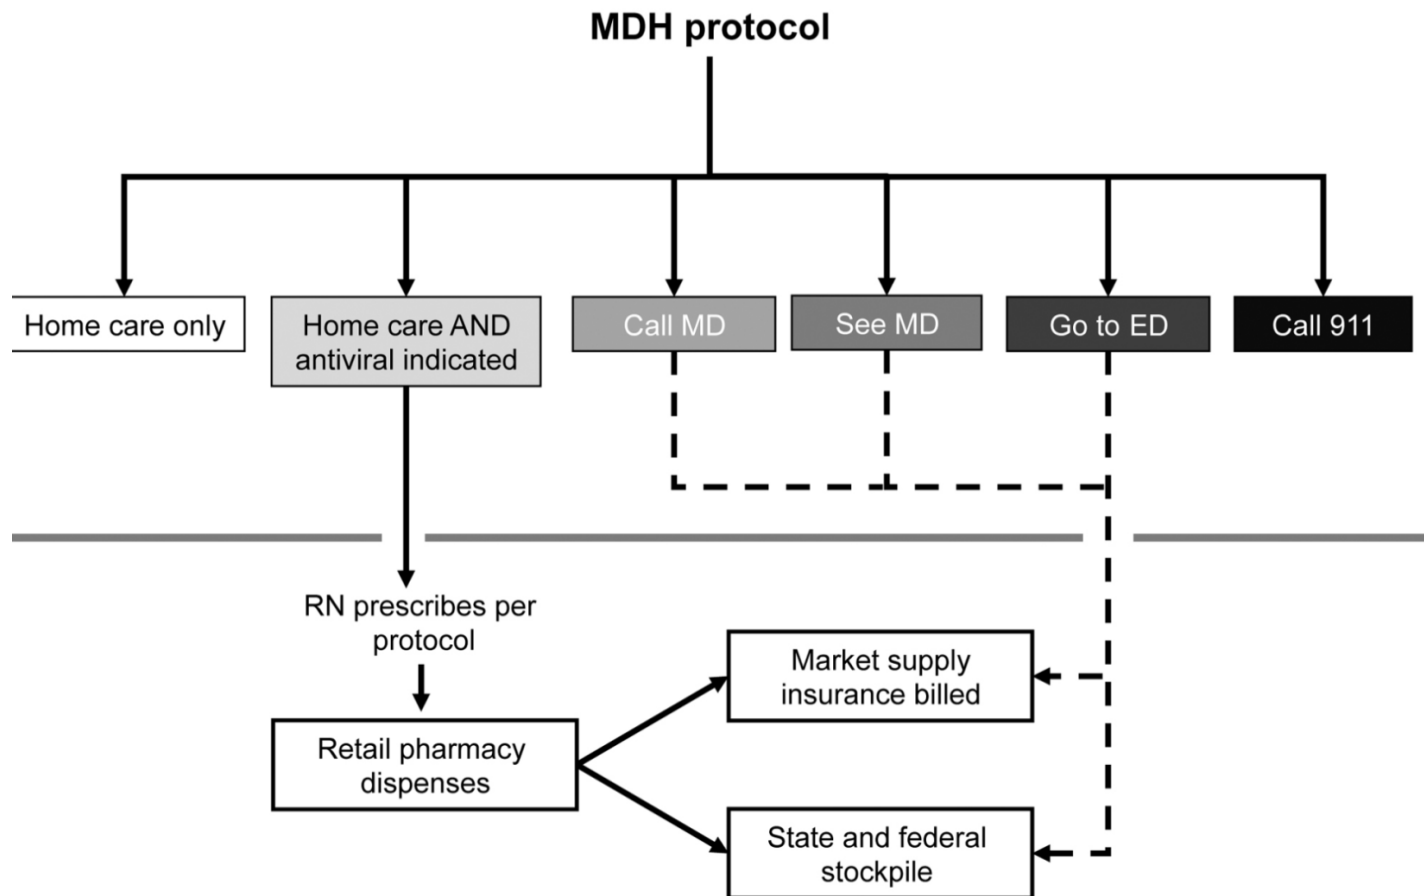 MDH protocol
Home care only
Home care AND
antiviral indicated
Call MD
See MD
Go to ED
Call 911
RN prescribes per
protocol
Market supply
insurance billed
Retail pharmacy
dispenses
State and federal
stockpile